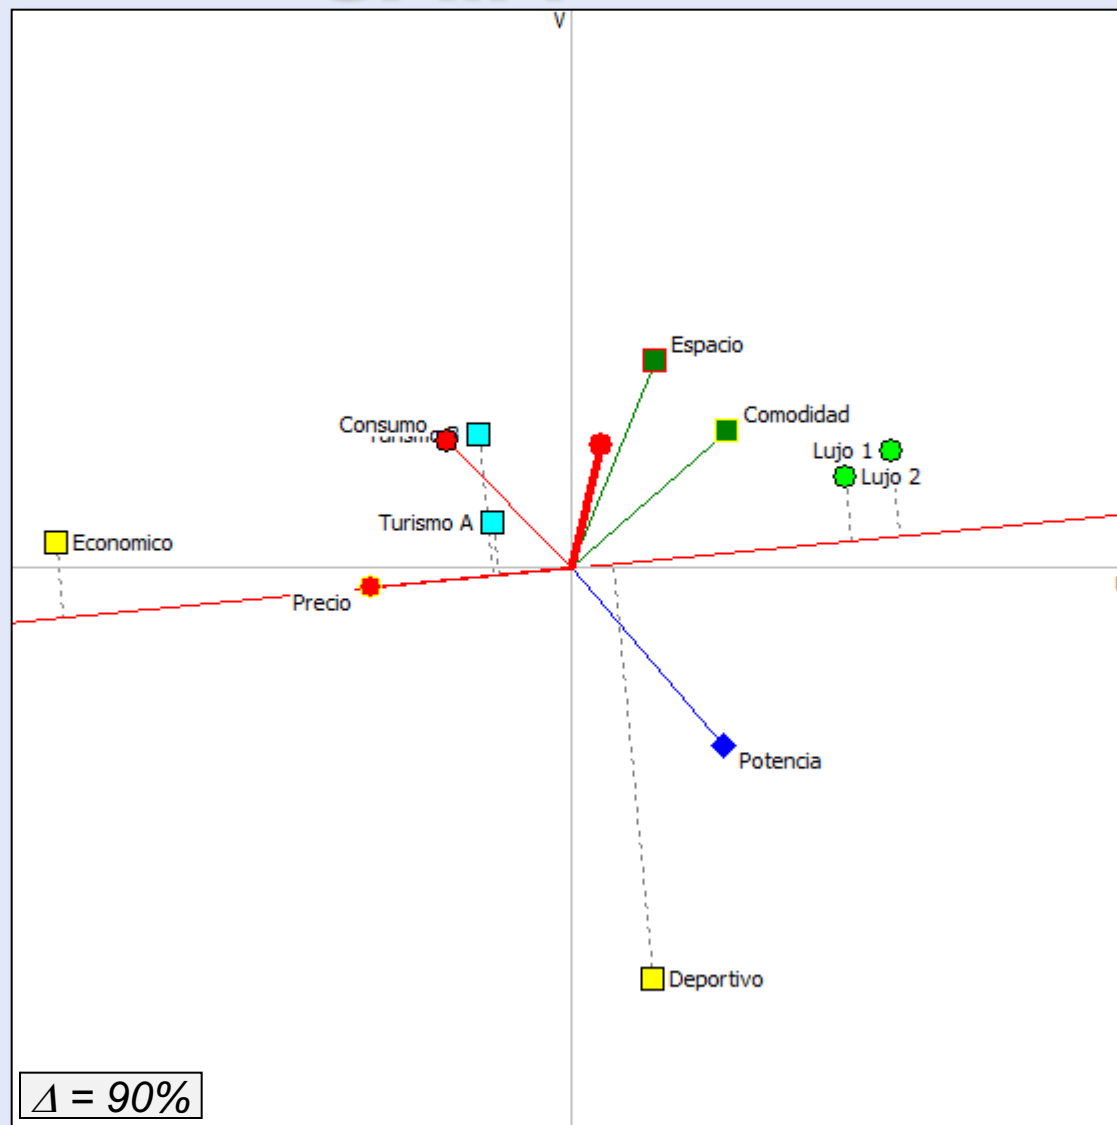 V
Espacio
Comodidad
Consumo
Lujo 1
Lujo 2
Turismo A
Economico
Precio
Potencia
Deportivo
Δ = 90%